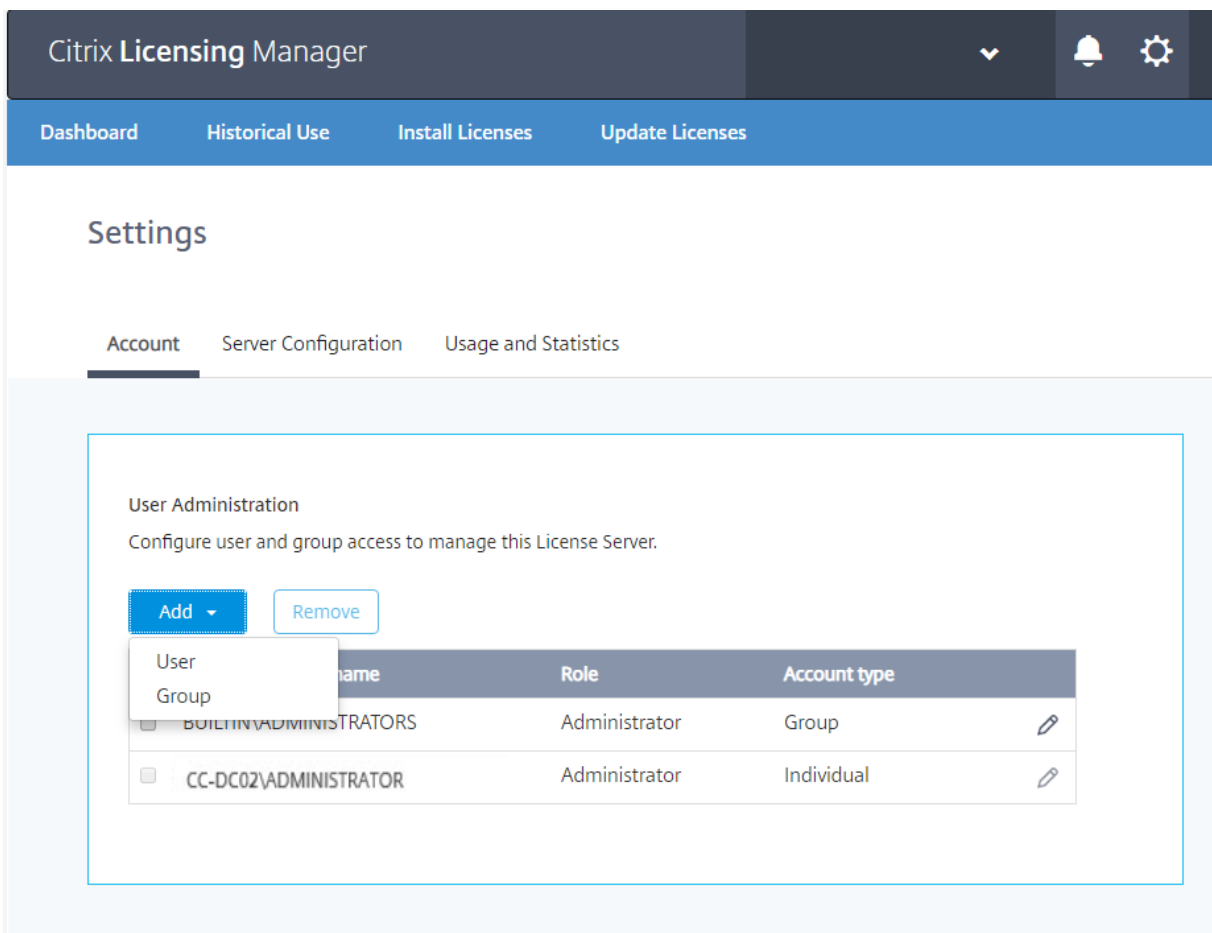 Citrix Licensing Manager
Dashboard Historical Use Install Licenses Update Licenses
Settings
Account Server Configuration Usage and Statistics
User Administration
Configure user and group access to manage this License Server.
Add Remove
User
Group
name Role Account type
BUILTIN\ADMINISTRATORS Administrator Group
CC-DC02\ADMINISTRATOR Administrator Individual